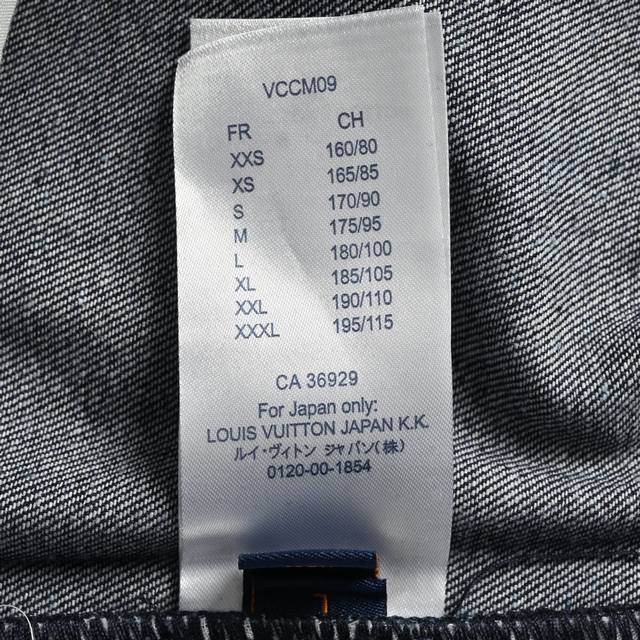 VCCM09
FR CH
XXS 160/80
XS 165/85
S 170/90
M 175/95
L 180/100
XL 185/105
XXL 190/110
XXXL 195/115
CA 36929
For Japan only:
LOUIS VUITTON JAPAN K.K.
ルイ・ヴィトン ジャパン(株)
0120-00-1854
L